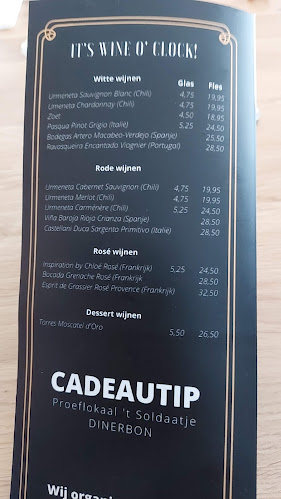 IT'S WINE O' CLOCK!
Witte wijnen Glas Fles
Urmeneta Sauvignon Blanc (Chili) 4,75 19,95
Urmeneta Chardonnay (Chili) 4,75 19,95
Zoet 4,50 18,95
Pasqua Pinot Grigio (Italië) 5,25 24,50
Bodegas Artero Macabeo-Verdejo (Spanje) 25,50
Ravasqueira Encantado Viognier (Portugal) 28,50
Rode wijnen
Urmeneta Cabernet Sauvignon (Chili) 4,75 19,95
Urmeneta Merlot (Chili) 4,75 19,95
Urmeneta Carménère (Chili) 5,25 24,50
Viña Baroja Rioja Crianza (Spanje) 28,50
Castellani Duca Sargento Primitivo (Italië) 28,50
Rosé wijnen
Inspiration by Chloé Rosé (Frankrijk) 5,25 24,50
Bocada Grenache Rosé (Frankrijk 28,50
Esprit de Grassier Rosé Provence (Frankrijk) 32,50
Dessert wijnen
Torres Moscatel d'Oro 5,50 26,50
CADEAUTIP
Proeflokaal 't Soldaatje
DINERBON
Wij organi